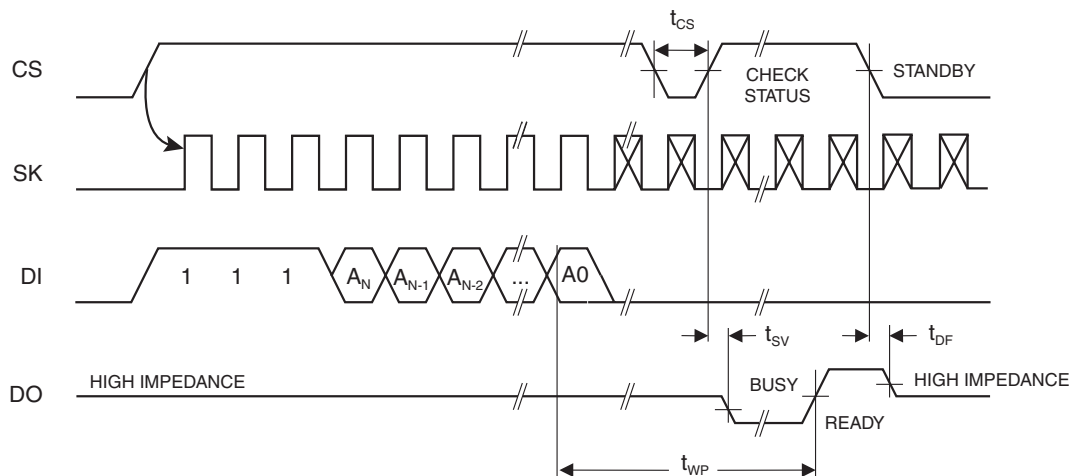 t_CS
CS
CHECK STATUS
STANDBY
SK
DI
1 1 1 A_N A_N-1 A_N-2 ... A0
t_SV
t_DF
DO
HIGH IMPEDANCE
BUSY
READY
HIGH IMPEDANCE
t_WP